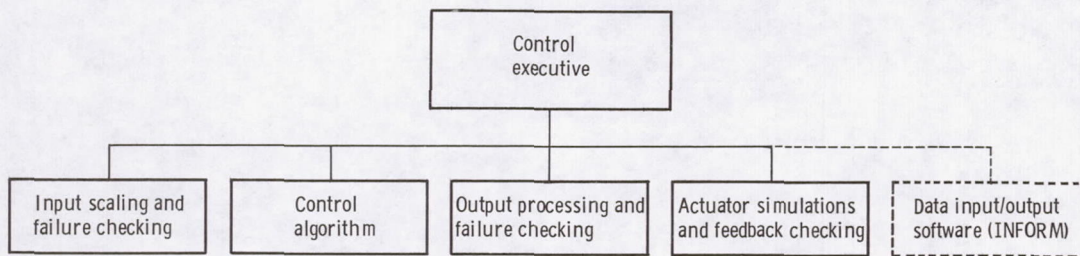 Control
executive
Input scaling and
failure checking
Control
algorithm
Output processing and
failure checking
Actuator simulations
and feedback checking
Data input/output
software (INFORM)